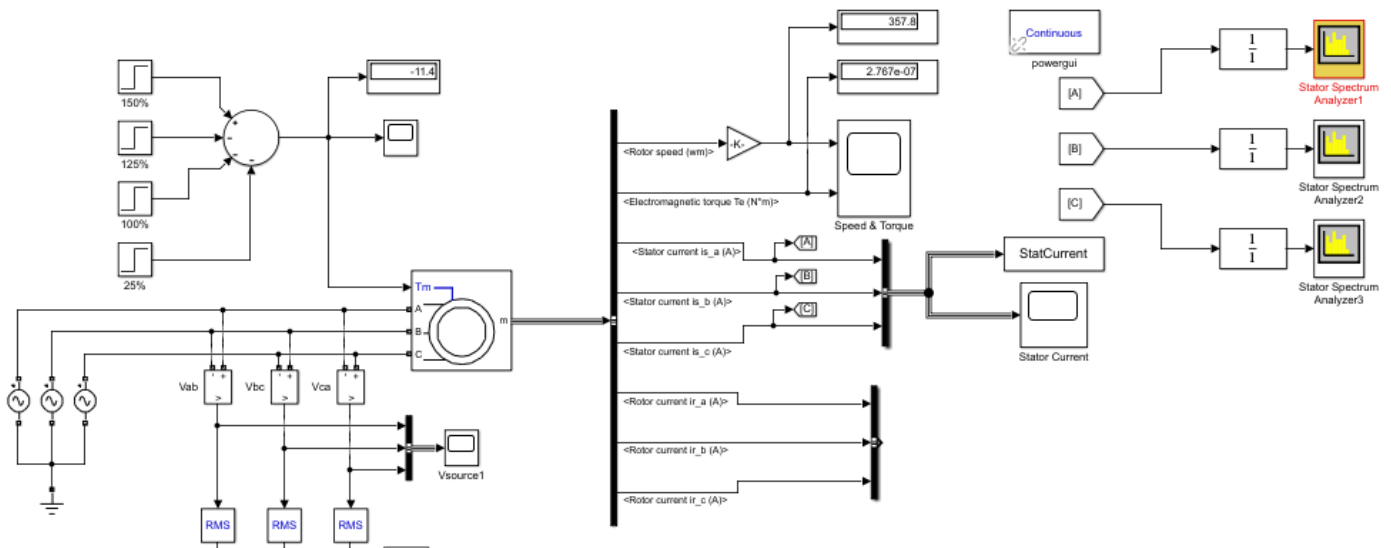 357.8
Continuous
powergui
1
1
Stator Spectrum
Analyzer1
-11.4
2.767e-07
[A]
150%
+
-
-
-
125%
<Rotor speed (wm)>
-K-
[B]
1
1
Stator Spectrum
Analyzer2
100%
<Electromagnetic torque Te (N*m)>
Speed & Torque
[C]
1
1
Stator Spectrum
Analyzer3
25%
[A]
<Stator current is_a (A)>
StatCurrent
[B]
<Stator current is_b (A)>
[C]
<Stator current is_c (A)>
Stator Current
Tm
A
B
C
m
Vab
Vbc
Vca
- +
v
- +
v
- +
v
<Rotor current ir_a (A)>
<Rotor current ir_b (A)>
<Rotor current ir_c (A)>
Vsource1
RMS
RMS
RMS